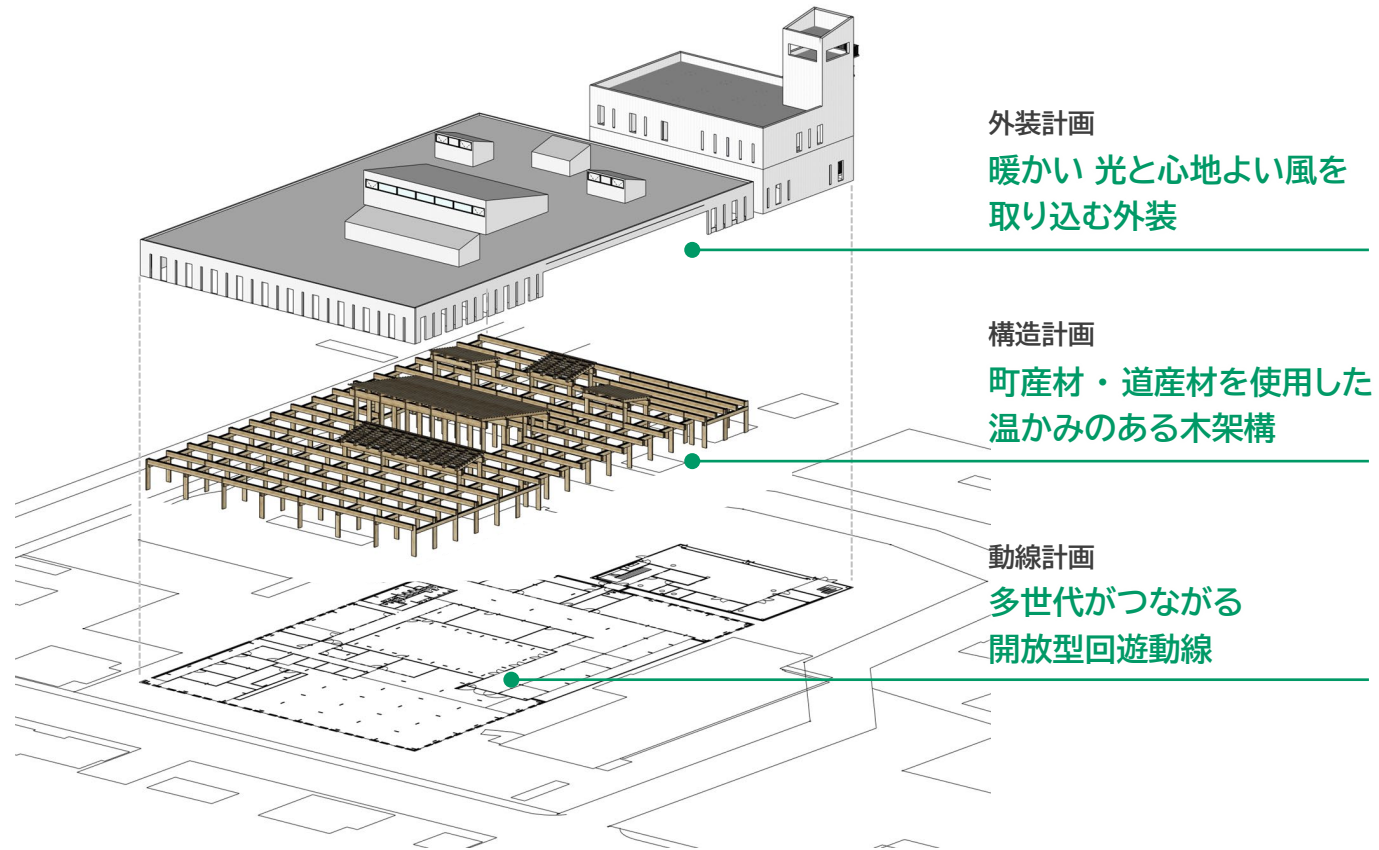 外装計画
暖かい 光と心地よい風を
取り込む外装
構造計画
町産材・道産材を使用した
温かみのある木架構
動線計画
多世代がつながる
開放型回遊動線